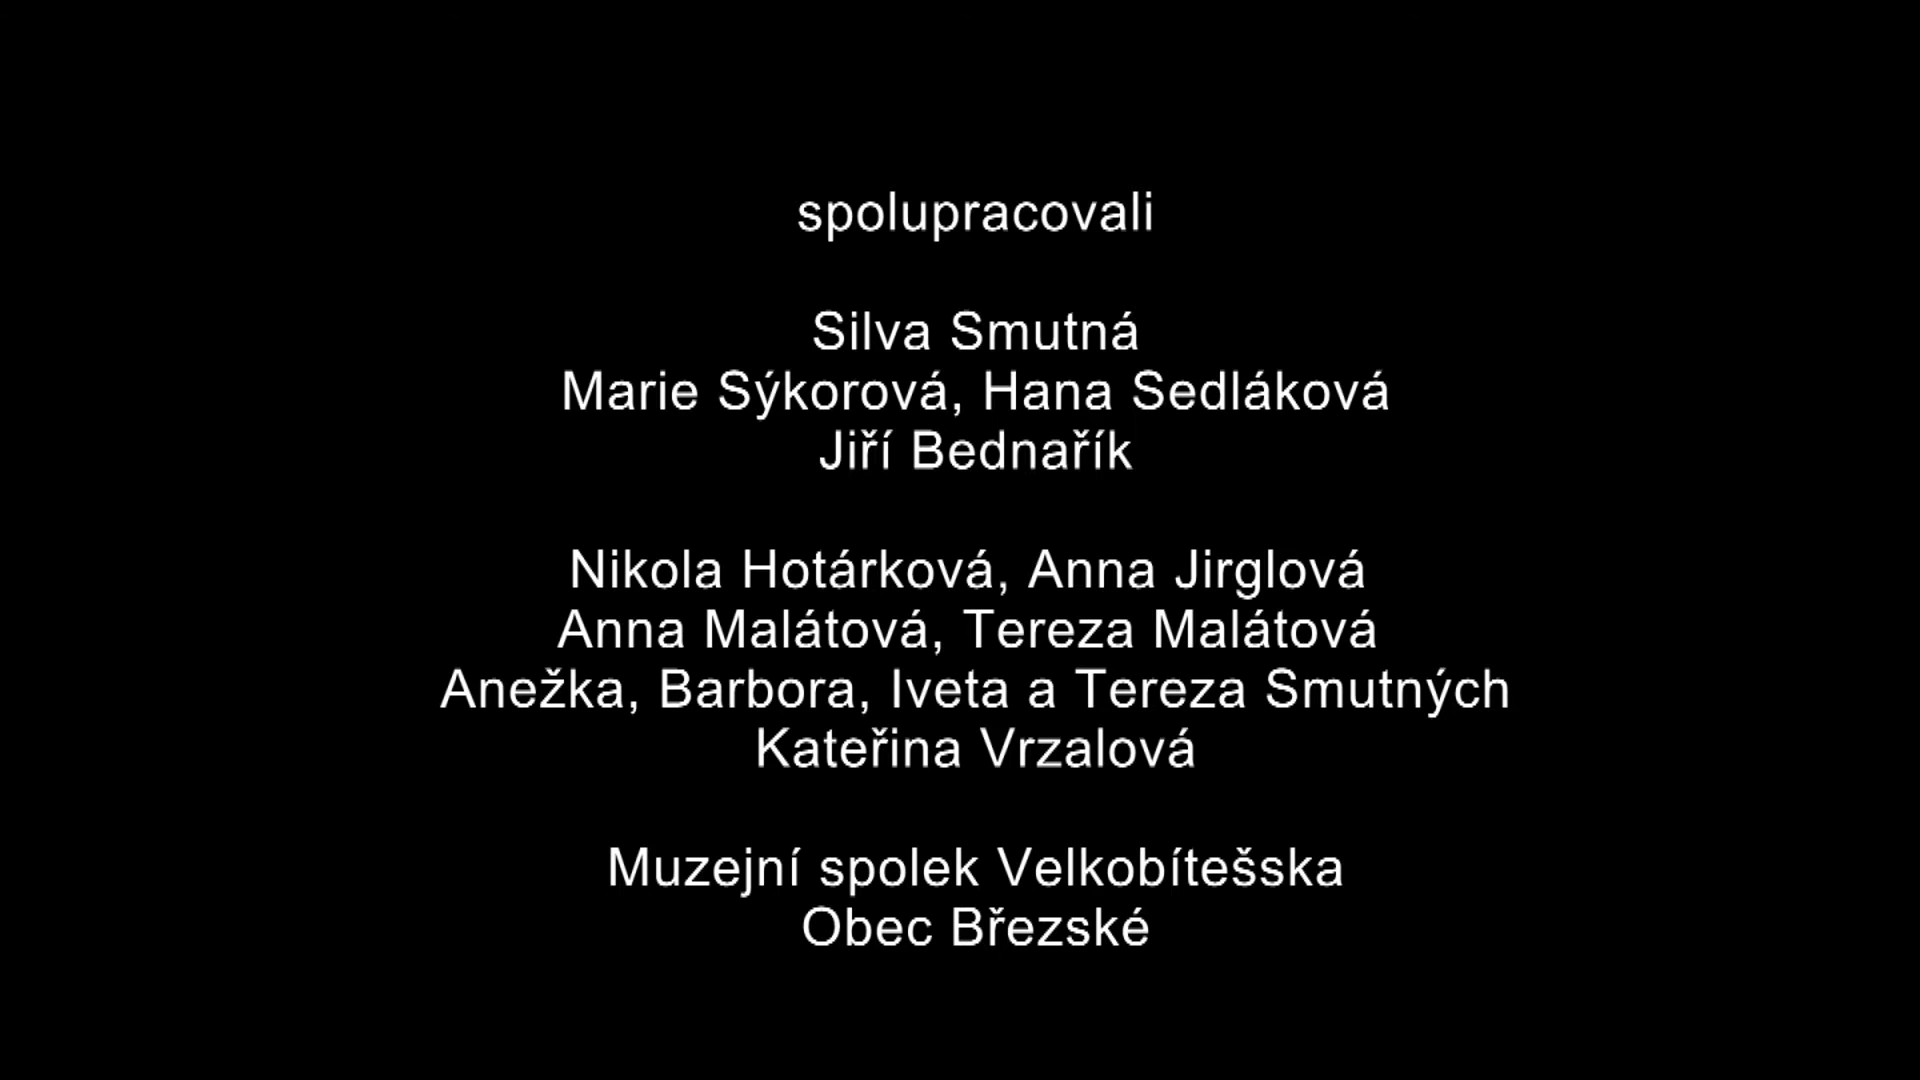 spolupracovali
Silva Smutná
Marie Sýkorová, Hana Sedláková
Jiří Bednařík
Nikola Hotárková, Anna Jirglová
Anna Malátová, Tereza Malátová
Anežka, Barbora, Iveta a Tereza Smutných
Kateřina Vrzalová
Muzejní spolek Velkobítešska
Obec Březské